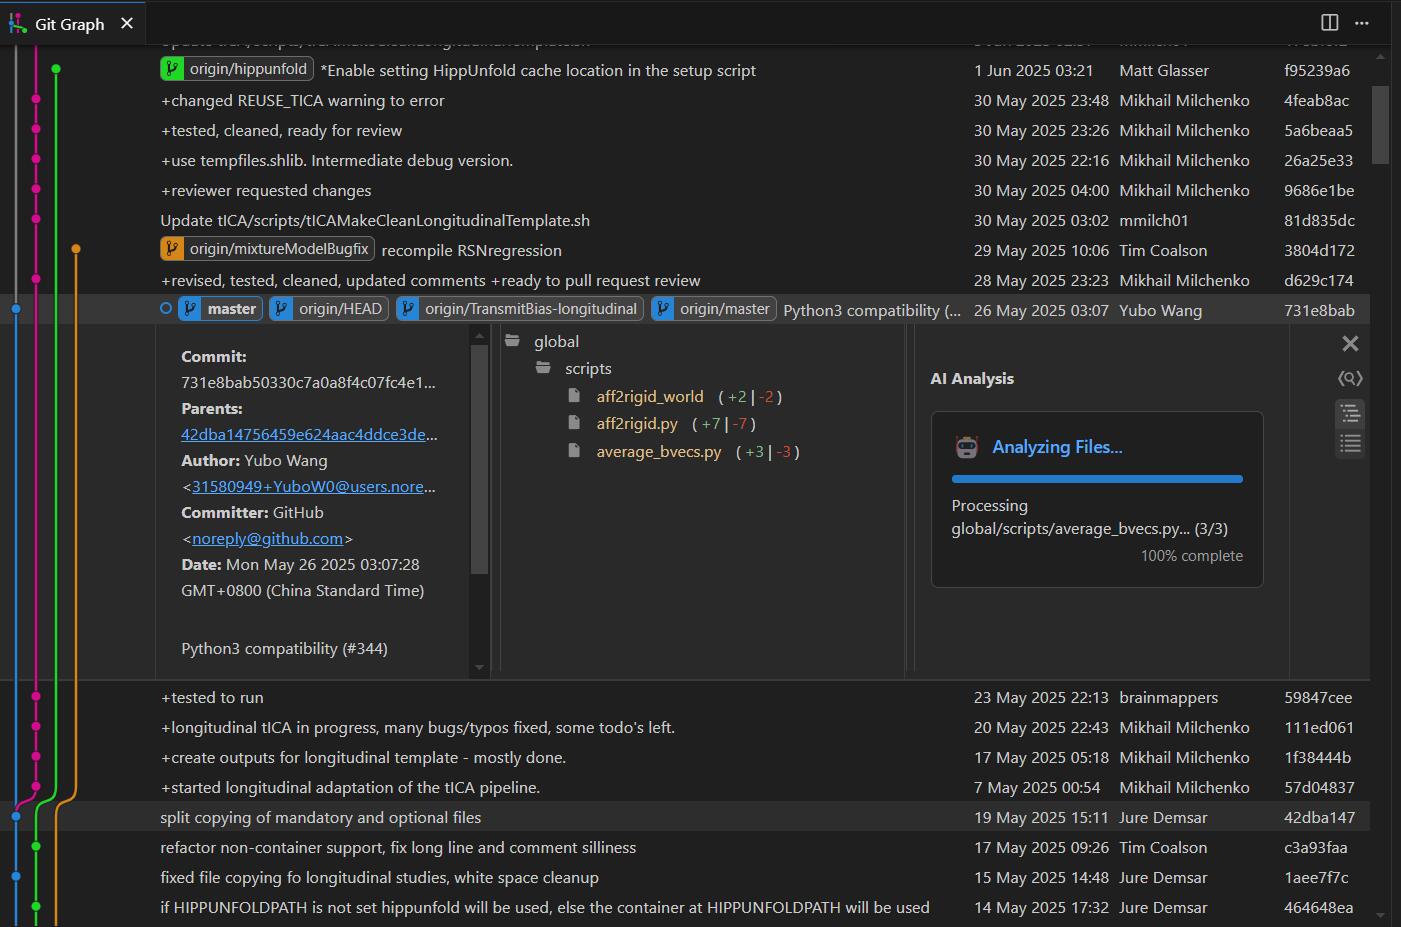 Git Graph
origin/hippunfold *Enable setting HippUnfold cache location in the setup script 1 Jun 2025 03:21 Matt Glasser f95239a6
+changed REUSE_TICA warning to error 30 May 2025 23:48 Mikhail Milchenko 4feab8ac
+tested, cleaned, ready for review 30 May 2025 23:26 Mikhail Milchenko 5a6beaa5
+use tempfiles.shlib. Intermediate debug version. 30 May 2025 22:16 Mikhail Milchenko 26a25e33
+reviewer requested changes 30 May 2025 04:00 Mikhail Milchenko 9686e1be
Update tICA/scripts/tICAMakeCleanLongitudinalTemplate.sh 30 May 2025 03:02 mmilch01 81d835dc
origin/mixtureModelBugfix recompile RSNregression 29 May 2025 10:06 Tim Coalson 3804d172
+revised, tested, cleaned, updated comments +ready to pull request review 28 May 2025 23:23 Mikhail Milchenko d629c174
master origin/HEAD origin/TransmitBias-longitudinal origin/master Python3 compatibility (... 26 May 2025 03:07 Yubo Wang 731e8bab
Commit:
731e8bab50330c7a0a8f4c07fc4e1...
Parents:
42dba14756459e624aac4ddce3de...
Author: Yubo Wang
<31580949+YuboW0@users.nore...
Committer: GitHub
<noreply@github.com>
Date: Mon May 26 2025 03:07:28
GMT+0800 (China Standard Time)
Python3 compatibility (#344)
global
scripts
aff2rigid_world ( +2 | -2 )
aff2rigid.py ( +7 | -7 )
average_bvecs.py ( +3 | -3 )
AI Analysis
Analyzing Files...
Processing
global/scripts/average_bvecs.py... (3/3)
100% complete
+tested to run 23 May 2025 22:13 brainmappers 59847cee
+longitudinal tICA in progress, many bugs/typos fixed, some todo's left. 20 May 2025 22:43 Mikhail Milchenko 111ed061
+create outputs for longitudinal template - mostly done. 17 May 2025 05:18 Mikhail Milchenko 1f38444b
+started longitudinal adaptation of the tICA pipeline. 7 May 2025 00:54 Mikhail Milchenko 57d04837
split copying of mandatory and optional files 19 May 2025 15:11 Jure Demsar 42dba147
refactor non-container support, fix long line and comment silliness 17 May 2025 09:26 Tim Coalson c3a93faa
fixed file copying fo longitudinal studies, white space cleanup 15 May 2025 14:48 Jure Demsar 1aee7f7c
if HIPPUNFOLDPATH is not set hippunfold will be used, else the container at HIPPUNFOLDPATH will be used 14 May 2025 17:32 Jure Demsar 464648ea